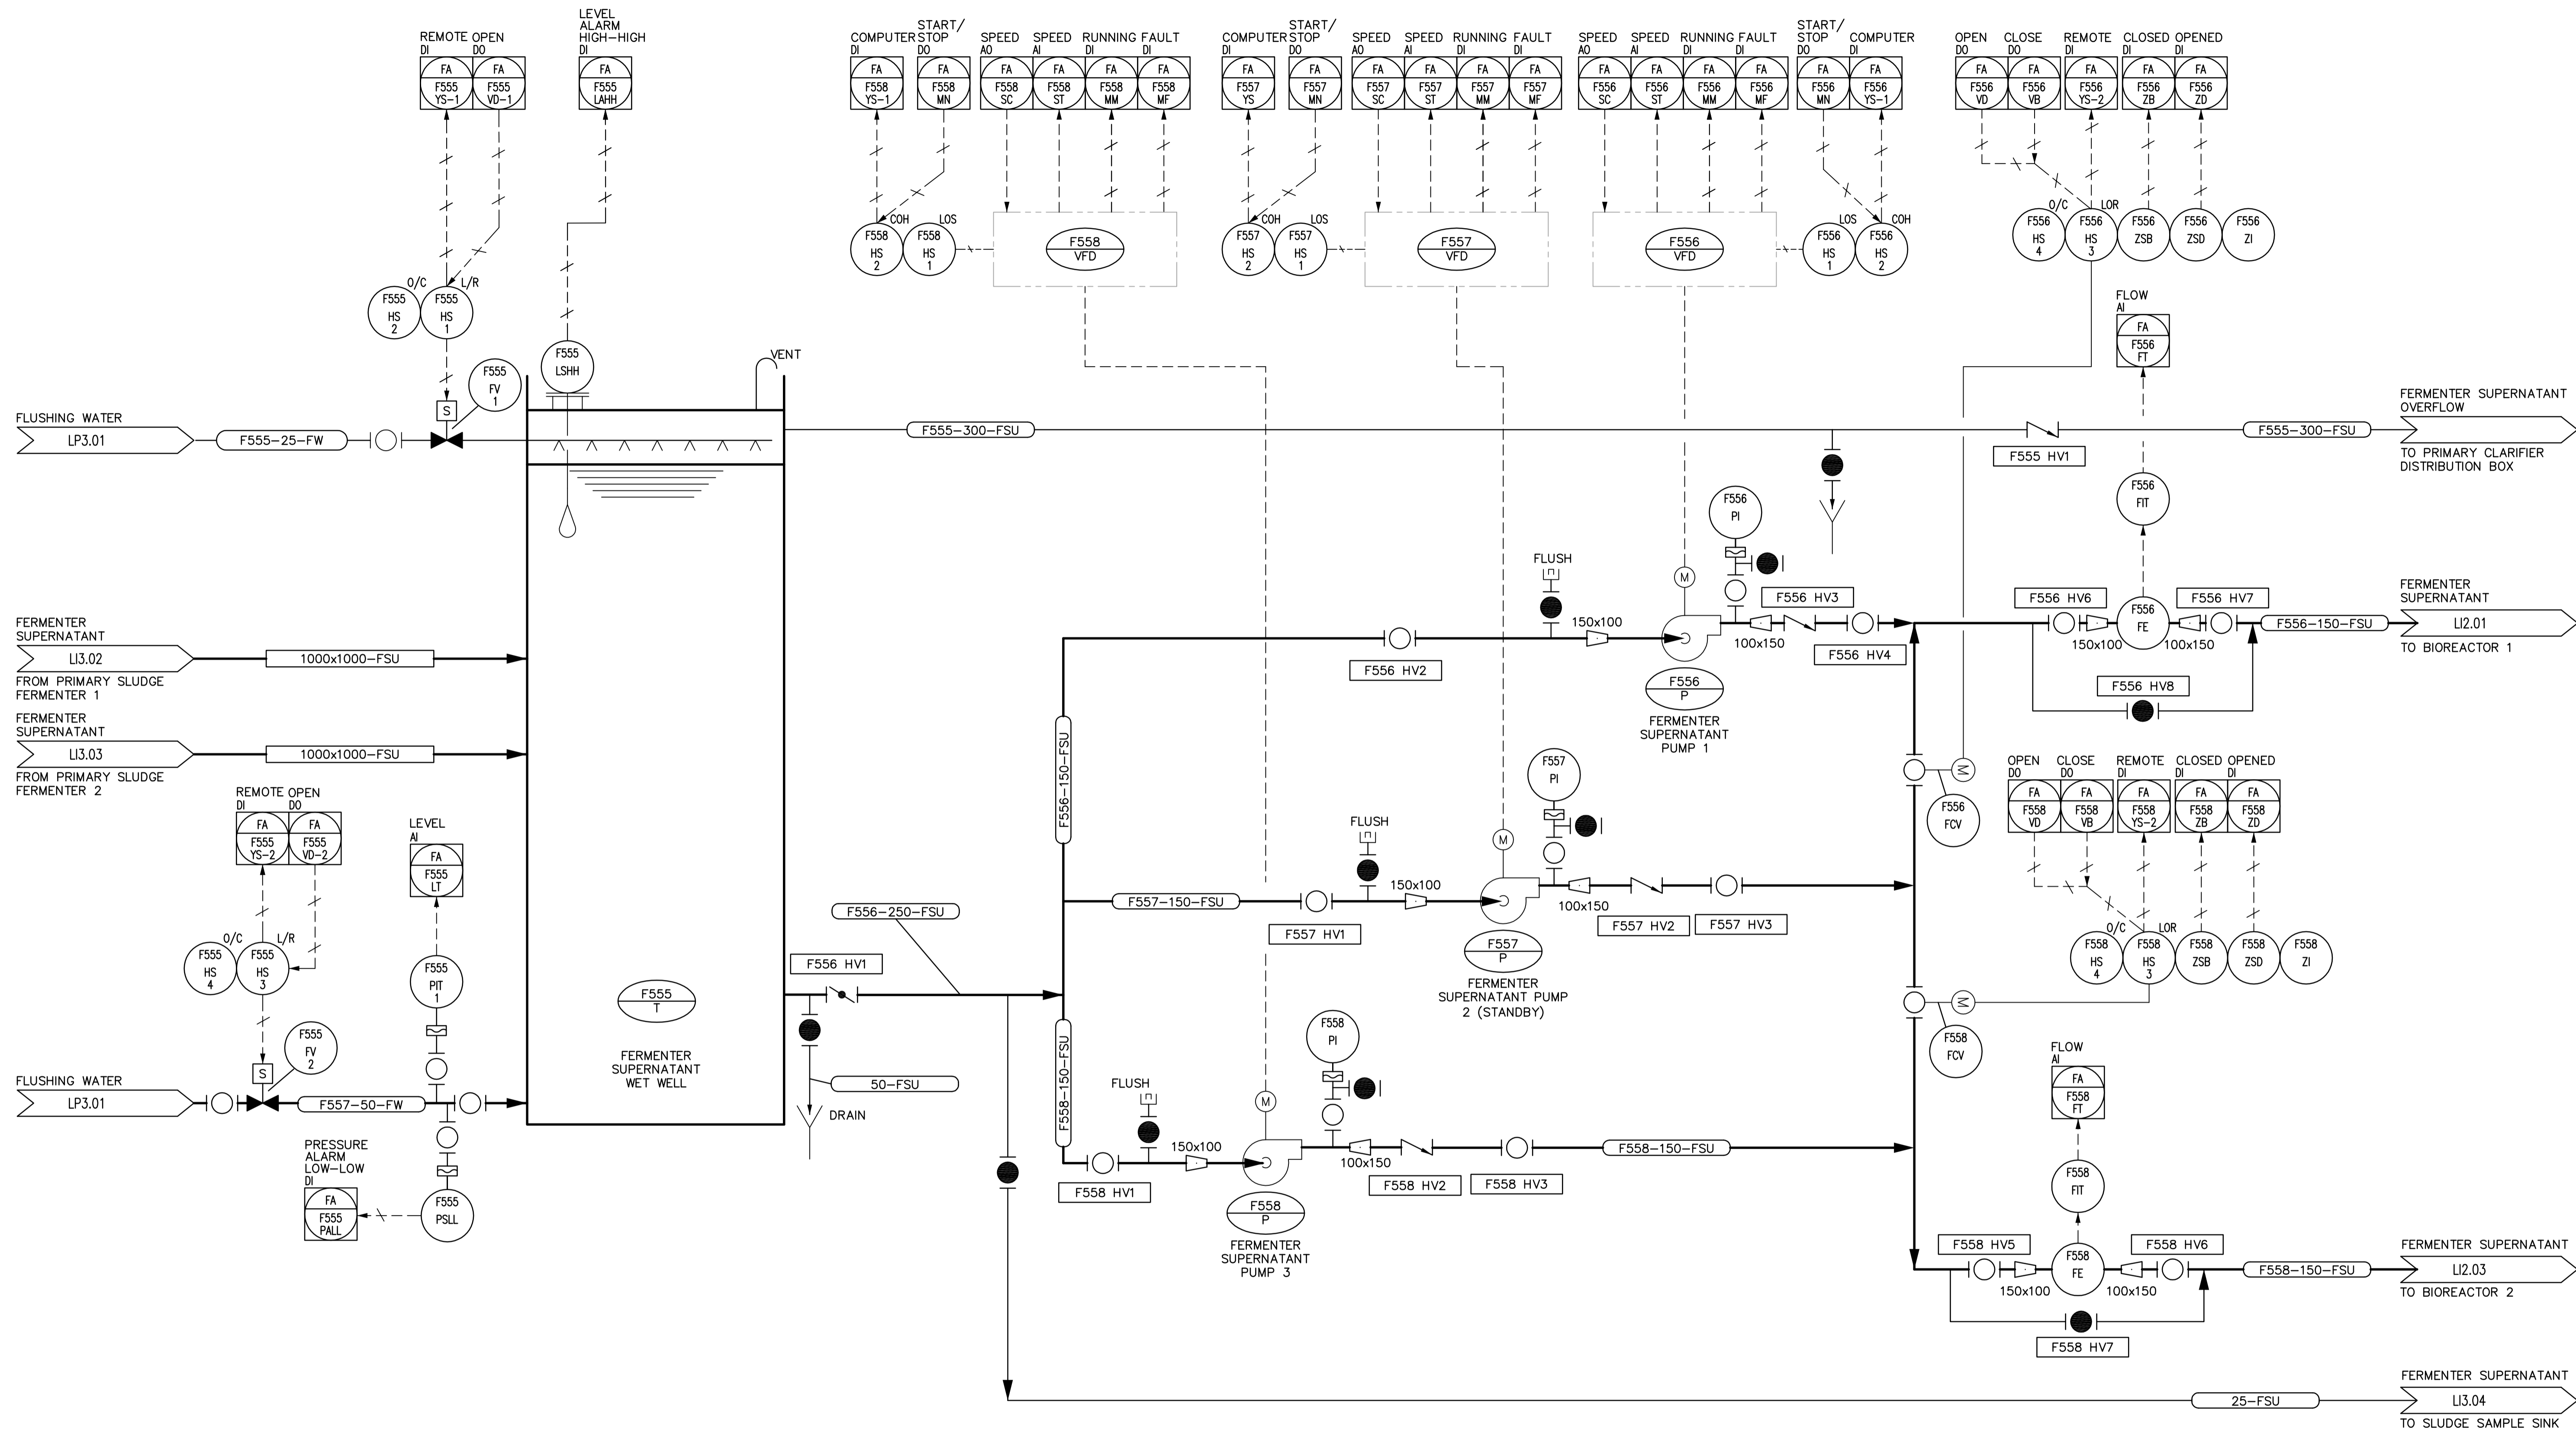 LEVEL
ALARM
HIGH-HIGH
DI
REMOTE OPEN
DI DO
FA FA FA
F555 F555 F555
YS-1 VD-1 LAHH
START/
COMPUTER STOP SPEED SPEED RUNNING FAULT
DI DO AO AI DI DI
FA FA FA FA FA FA
F558 F558 F558 F558 F558 F558
YS-1 MN SC ST MM MF
START/
COMPUTER STOP SPEED SPEED RUNNING FAULT
DI DO AO AI DI DI
FA FA FA FA FA FA
F557 F557 F557 F557 F557 F557
YS MN SC ST MM MF
START/
SPEED SPEED RUNNING FAULT STOP COMPUTER
AO AI DI DI DO DI
FA FA FA FA FA FA
F556 F556 F556 F556 F556 F556
SC ST MM MF MN YS-1
OPEN CLOSE REMOTE CLOSED OPENED
DO DO DI DI DI
FA FA FA FA FA
F556 F556 F556 F556 F556
VD VB YS-2 ZB ZD
COH LOS
F558 HS 2
F558 HS 1
F558
VFD
COH LOS
F557 HS 2
F557 HS 1
F557
VFD
F556
VFD
LOS COH
F556 HS 1
F556 HS 2
O/C LOR
F556 HS 4
F556 HS 3
F556 ZSB
F556 ZSD
F556 ZI
O/C L/R
F555 HS 2
F555 HS 1
FLOW
AI
FA
F556
FT
F555
LSHH
VENT
F555
FV
1
S
FLUSHING WATER
LP3.01
F555-25-FW
F555-300-FSU
F555 HV1
F555-300-FSU
FERMENTER SUPERNATANT
OVERFLOW
TO PRIMARY CLARIFIER
DISTRIBUTION BOX
F556
FIT
F556
PI
FLUSH
M
F556 HV3
150x100
100x150
F556 HV2
F556 HV4
F556
P
FERMENTER
SUPERNATANT
PUMP 1
F556 HV6
F556
FE
F556 HV7
150x100
100x150
F556-150-FSU
F556 HV8
FERMENTER
SUPERNATANT
LI2.01
TO BIOREACTOR 1
FERMENTER
SUPERNATANT
LI3.02
1000x1000-FSU
FROM PRIMARY SLUDGE
FERMENTER 1
FERMENTER
SUPERNATANT
LI3.03
1000x1000-FSU
FROM PRIMARY SLUDGE
FERMENTER 2
F556-150-FSU
F557
PI
FLUSH
M
150x100
F557-150-FSU
F557 HV1
100x150
F557 HV2
F557 HV3
F557
P
FERMENTER
SUPERNATANT PUMP
2 (STANDBY)
M
F556
FCV
OPEN CLOSE REMOTE CLOSED OPENED
DO DO DI DI DI
FA FA FA FA FA
F558 F558 F558 F558 F558
VD VB YS-2 ZB ZD
O/C LOR
F558 HS 4
F558 HS 3
F558 ZSB
F558 ZSD
F558 ZI
M
F558
FCV
REMOTE OPEN
DI DO
FA FA
F555 F555
YS-2 VD-2
LEVEL
AI
FA
F555
LT
O/C L/R
F555 HS 4
F555 HS 3
F555
PIT
1
F555
FV
2
S
FLUSHING WATER
LP3.01
F557-50-FW
PRESSURE
ALARM
LOW-LOW
DI
FA
F555
PALL
F555
PSLL
F555
T
FERMENTER
SUPERNATANT
WET WELL
F556 HV1
F556-250-FSU
50-FSU
DRAIN
F558-150-FSU
FLUSH
F558
PI
M
150x100
F558 HV1
100x150
F558 HV2
F558 HV3
F558-150-FSU
F558
P
FERMENTER
SUPERNATANT
PUMP 3
FLOW
AI
FA
F558
FT
F558
FIT
F558 HV5
F558
FE
F558 HV6
150x100
100x150
F558-150-FSU
F558 HV7
FERMENTER SUPERNATANT
LI2.03
TO BIOREACTOR 2
FERMENTER SUPERNATANT
25-FSU
LI3.04
TO SLUDGE SAMPLE SINK